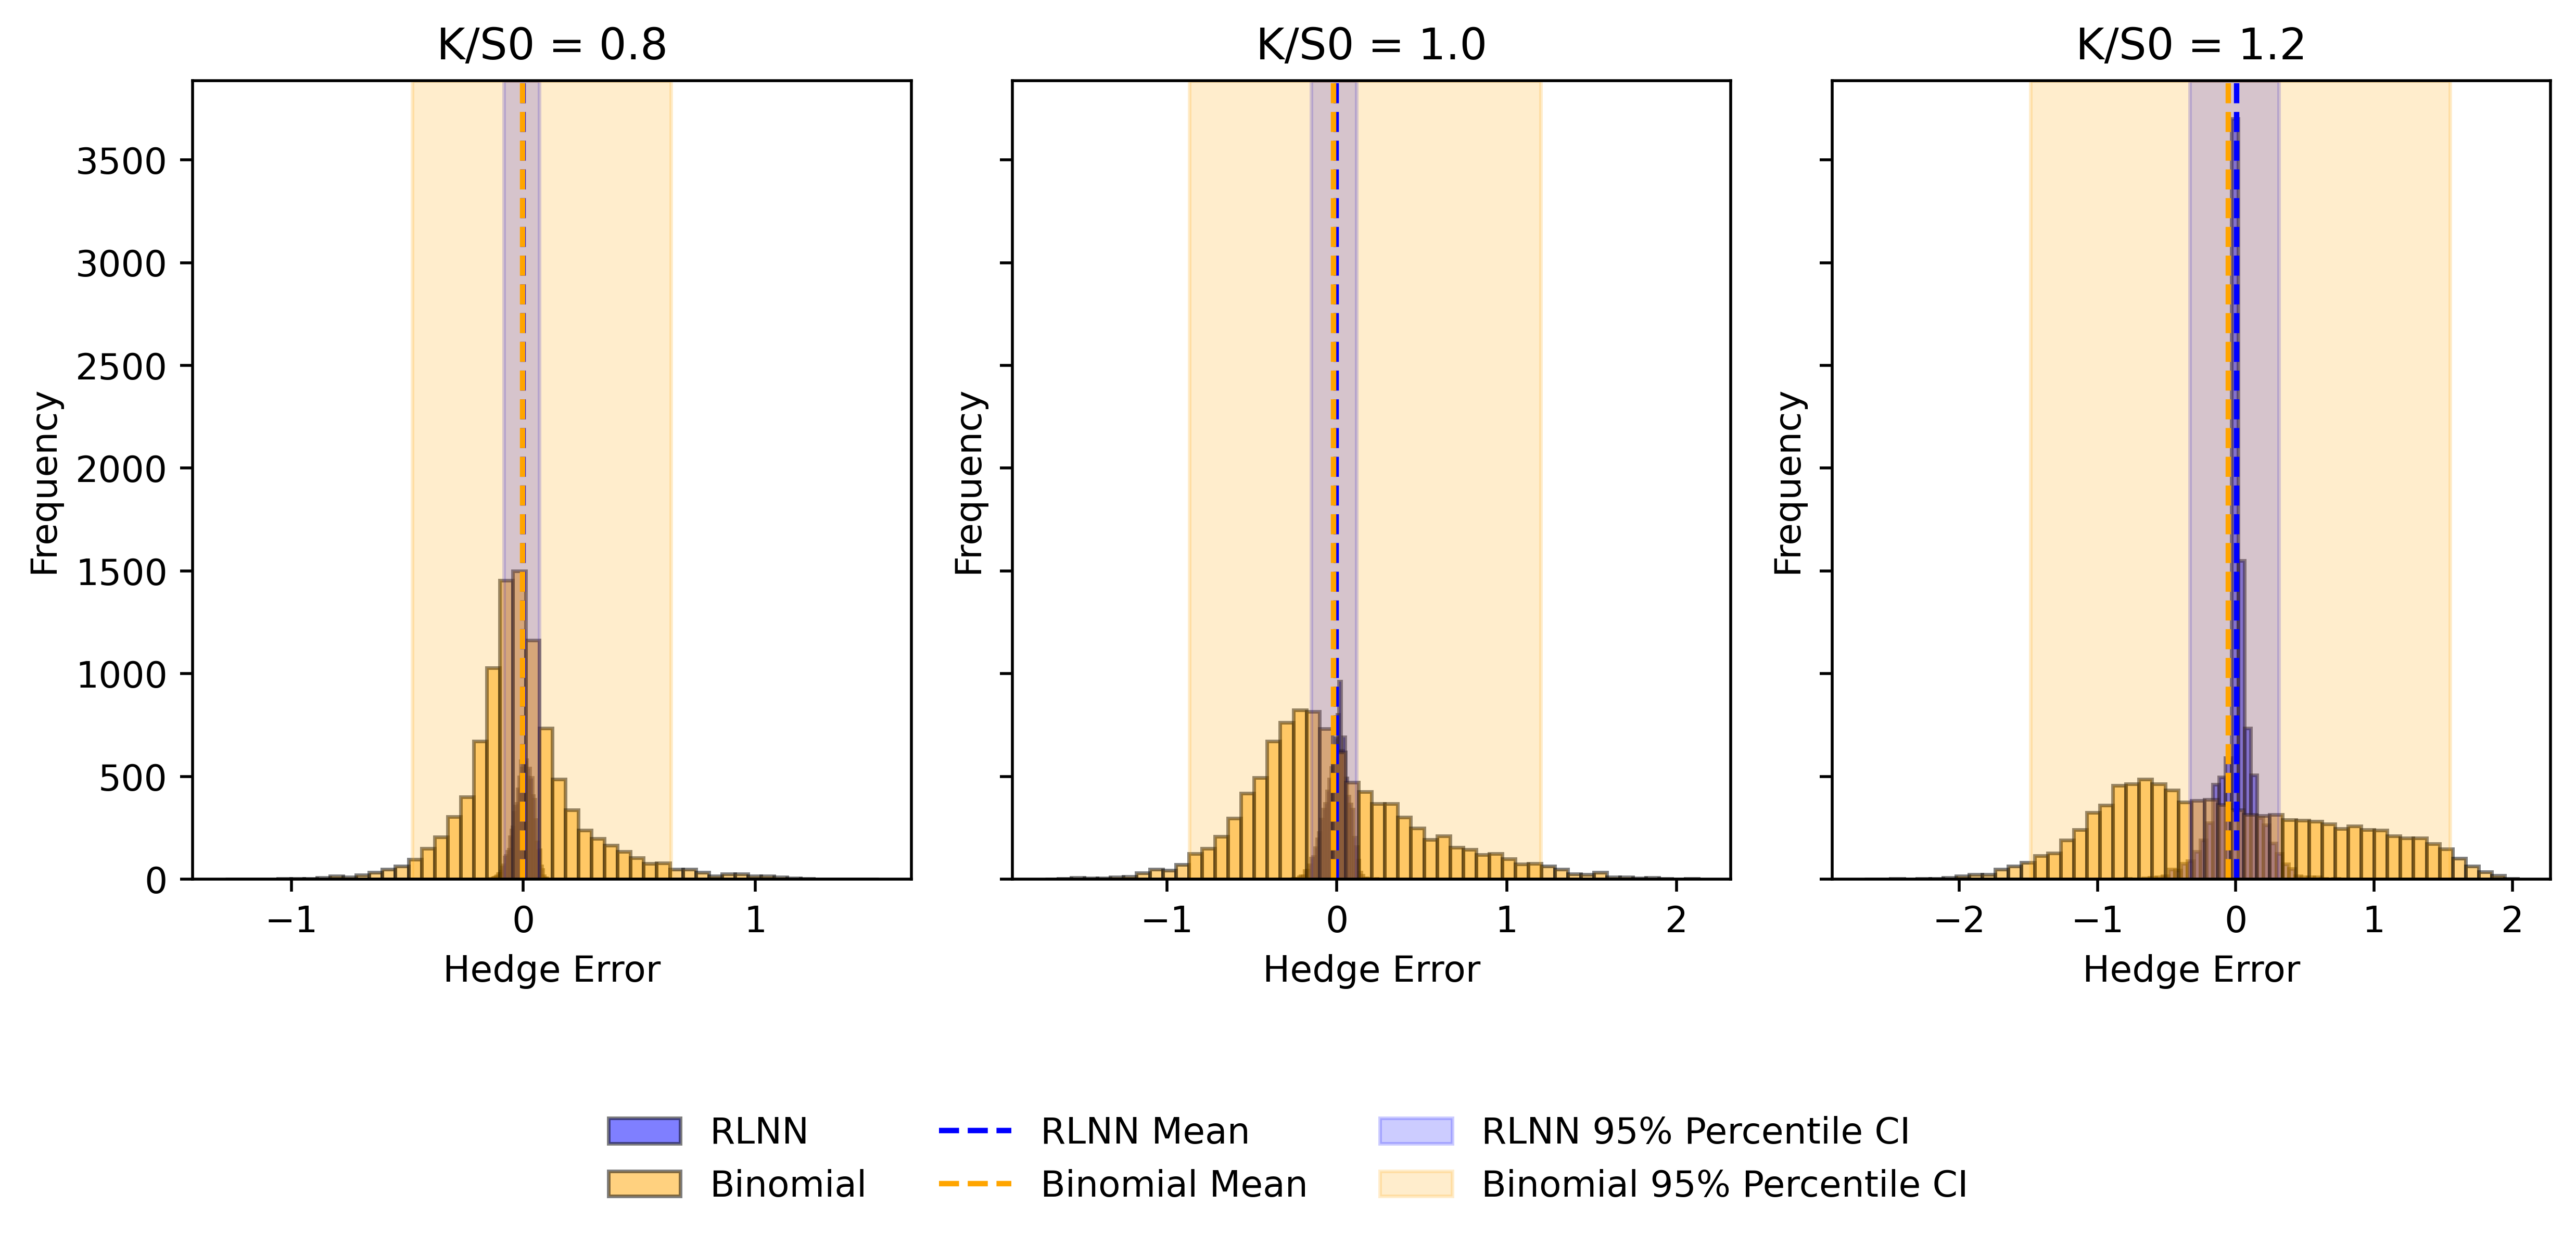 K/S0 = 0.8
K/S0 = 1.0
K/S0 = 1.2
Frequency
3500
3000
2500
2000
1500
1000
500
0
−1 0 1
Hedge Error
Frequency
−1 0 1 2
Hedge Error
Frequency
−2 −1 0 1 2
Hedge Error
RLNN
Binomial
RLNN Mean
Binomial Mean
RLNN 95% Percentile CI
Binomial 95% Percentile CI